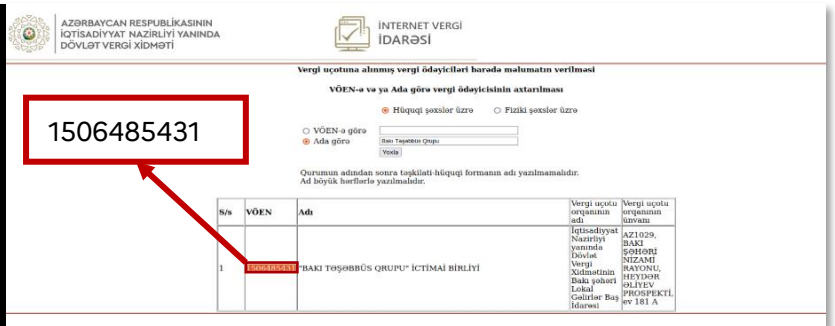 AZƏRBAYCAN RESPUBLİKASININ
İQTİSADİYYAT NAZİRLİYİ YANINDA
DÖVLƏT VERGİ XİDMƏTİ
İNTERNET VERGİ
İDARƏSİ
Vergi uçotuna alınmış vergi ödəyiciləri barədə məlumatın verilməsi
VÖEN-ə və ya Ada görə vergi ödəyicisinin axtarılması
Hüquqi şəxslər üzrə
Fiziki şəxslər üzrə
1506485431
VÖEN-ə görə
Ada görə
Bakı Təşəbbüs Qrupu
Yoxla
Qurumun adından sonra təşkilati-hüquqi formanın adı yazılmamalıdır.
Ad böyük hərflərlə yazılmalıdır.
S/s
VÖEN
Adı
Vergi uçotu
orqanının
adı
Vergi uçotu
orqanının
ünvanı
1
1506485431
"BAKI TƏŞƏBBÜS QRUPU" İCTİMAİ BİRLİYİ
İqtisadiyyat
Nazirliyi
yanında
Dövlət
Vergi
Xidmətinin
Bakı şəhəri
Lokal
Gəlirlər Baş
İdarəsi
AZ1029,
BAKI
ŞƏHƏRİ
NİZAMİ
RAYONU,
HEYDƏR
ƏLİYEV
PROSPEKTİ,
ev 181 A